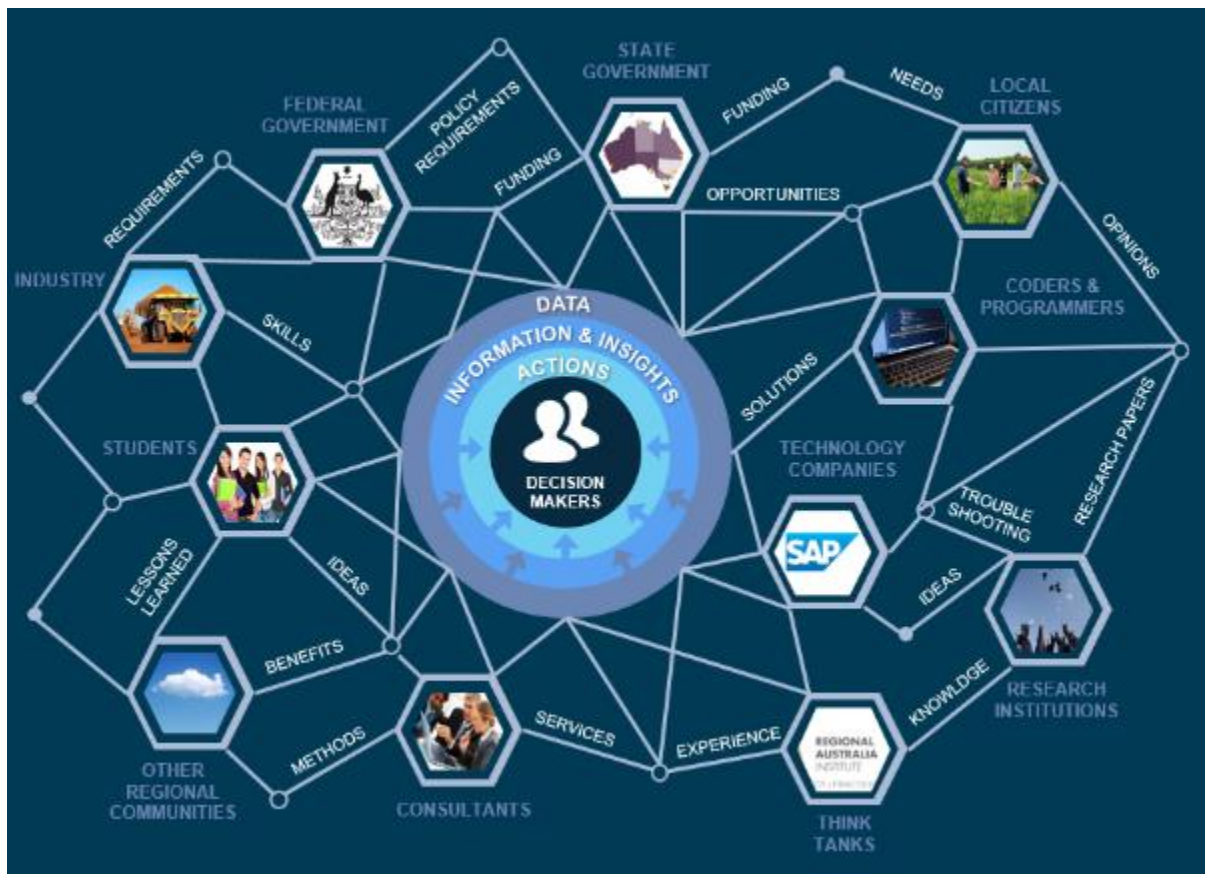 STATE
GOVERNMENT
FEDERAL
GOVERNMENT
POLICY
REQUIREMENTS
FUNDING
FUNDING
NEEDS
LOCAL
CITIZENS
REQUIREMENTS
OPPORTUNITIES
OPINIONS
INDUSTRY
SKILLS
DATA
INFORMATION & INSIGHTS
ACTIONS
DECISION
MAKERS
CODERS &
PROGRAMMERS
SOLUTIONS
STUDENTS
TECHNOLOGY
COMPANIES
SAP
RESEARCH PAPERS
TROUBLE
SHOOTING
LESSONS
LEARNED
IDEAS
IDEAS
BENEFITS
METHODS
SERVICES
EXPERIENCE
KNOWLDGE
RESEARCH
INSTITUTIONS
OTHER
REGIONAL
COMMUNITIES
CONSULTANTS
REGIONAL
AUSTRALIA
INSTITUTE
THINK
TANKS